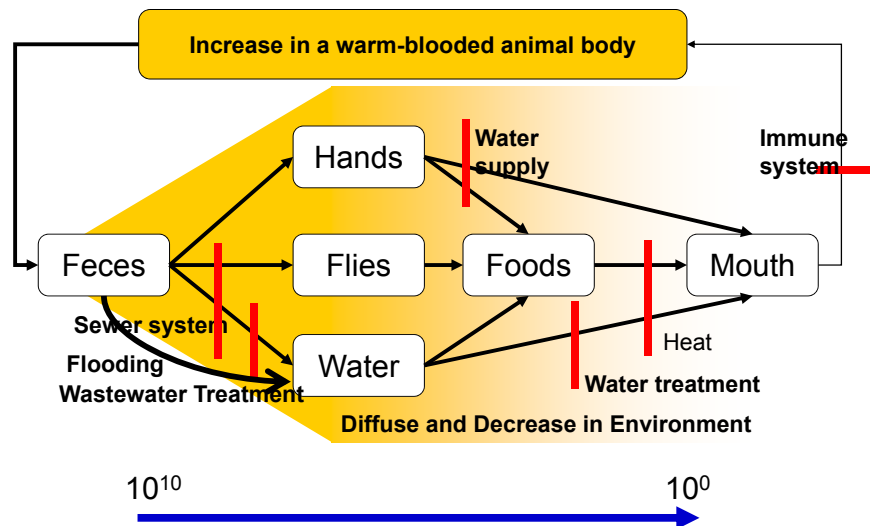 Increase in a warm-blooded animal body
Hands
Water
supply
Immune
system
Feces
Flies
Foods
Mouth
Sewer system
Flooding
Water
Heat
Wastewater Treatment
Water treatment
Diffuse and Decrease in Environment
10¹⁰
10⁰